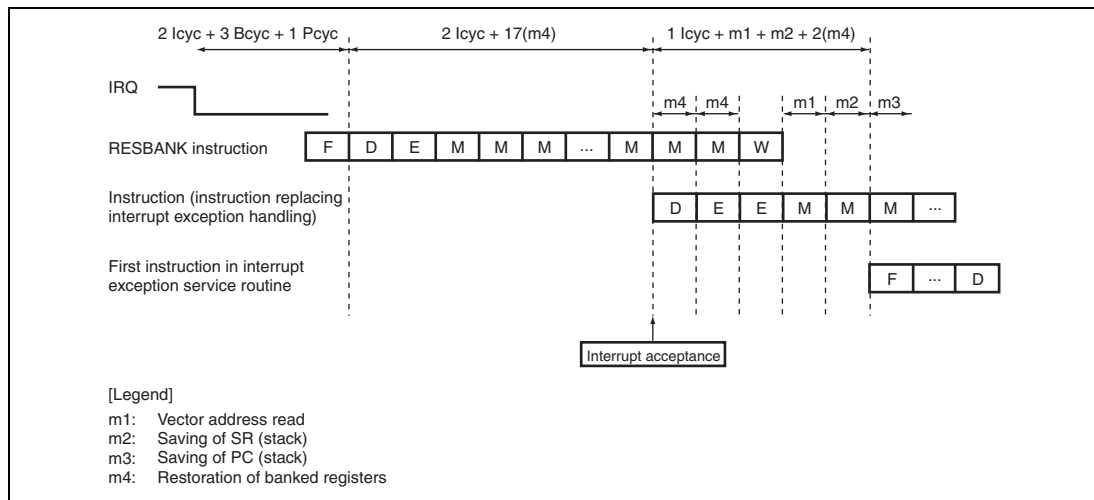 2 Icyc + 3 Bcyc + 1 Pcyc 2 Icyc + 17(m4) 1 Icyc + m1 + m2 + 2(m4)
IRQ
m4 m4 m1 m2 m3
RESBANK instruction F D E M M M ... M M M W
Instruction (instruction replacing
interrupt exception handling) D E E M M M ...
First instruction in interrupt
exception service routine F ... D
Interrupt acceptance
[Legend]
m1: Vector address read
m2: Saving of SR (stack)
m3: Saving of PC (stack)
m4: Restoration of banked registers